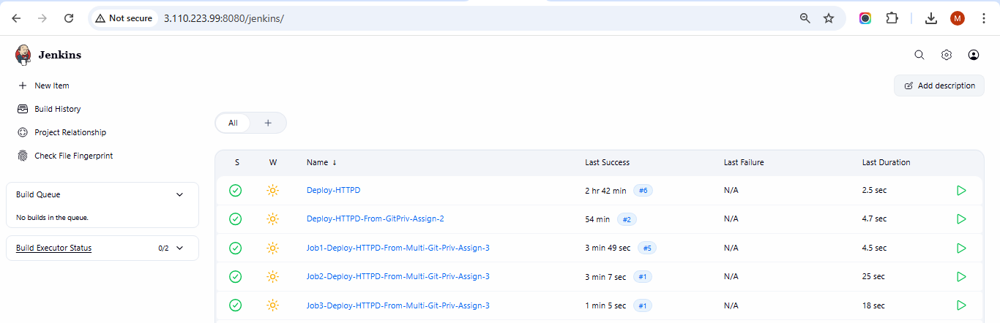 Not secure 3.110.223.99:8080/jenkins/ M
Jenkins
New Item
Add description
Build History
All +
Project Relationship
Check File Fingerprint
S W Name ↓ Last Success Last Failure Last Duration
Build Queue
No builds in the queue.
Build Executor Status 0/2
Deploy-HTTPD 2 hr 42 min #6 N/A 2.5 sec
Deploy-HTTPD-From-GitPriv-Assign-2 54 min #2 N/A 4.7 sec
Job1-Deploy-HTTPD-From-Multi-Git-Priv-Assign-3 3 min 49 sec #5 N/A 4.5 sec
Job2-Deploy-HTTPD-From-Multi-Git-Priv-Assign-3 3 min 7 sec #1 N/A 25 sec
Job3-Deploy-HTTPD-From-Multi-Git-Priv-Assign-3 1 min 5 sec #1 N/A 18 sec